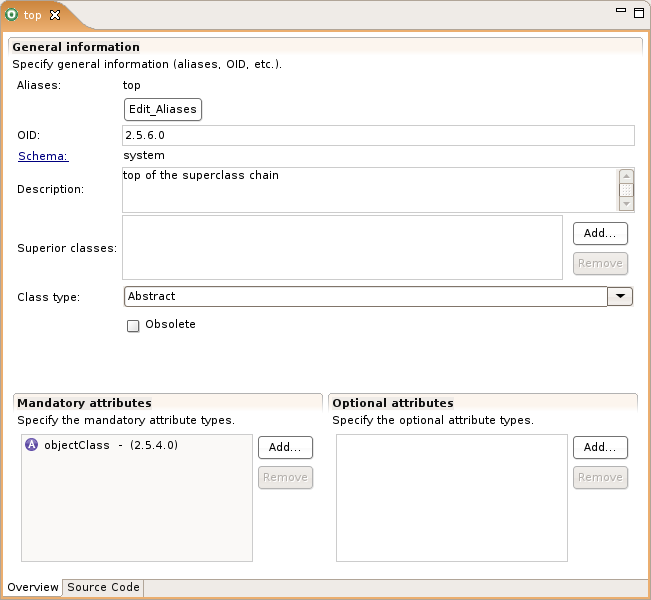 top
General information
Specify general information (aliases, OID, etc.).
Aliases: top
Edit_Aliases
OID: 2.5.6.0
Schema: system
Description: top of the superclass chain
Superior classes:
Add...
Remove
Class type: Abstract
Obsolete
Mandatory attributes
Specify the mandatory attribute types.
A objectClass - (2.5.4.0)
Add...
Remove
Optional attributes
Specify the optional attribute types.
Add...
Remove
Overview Source Code